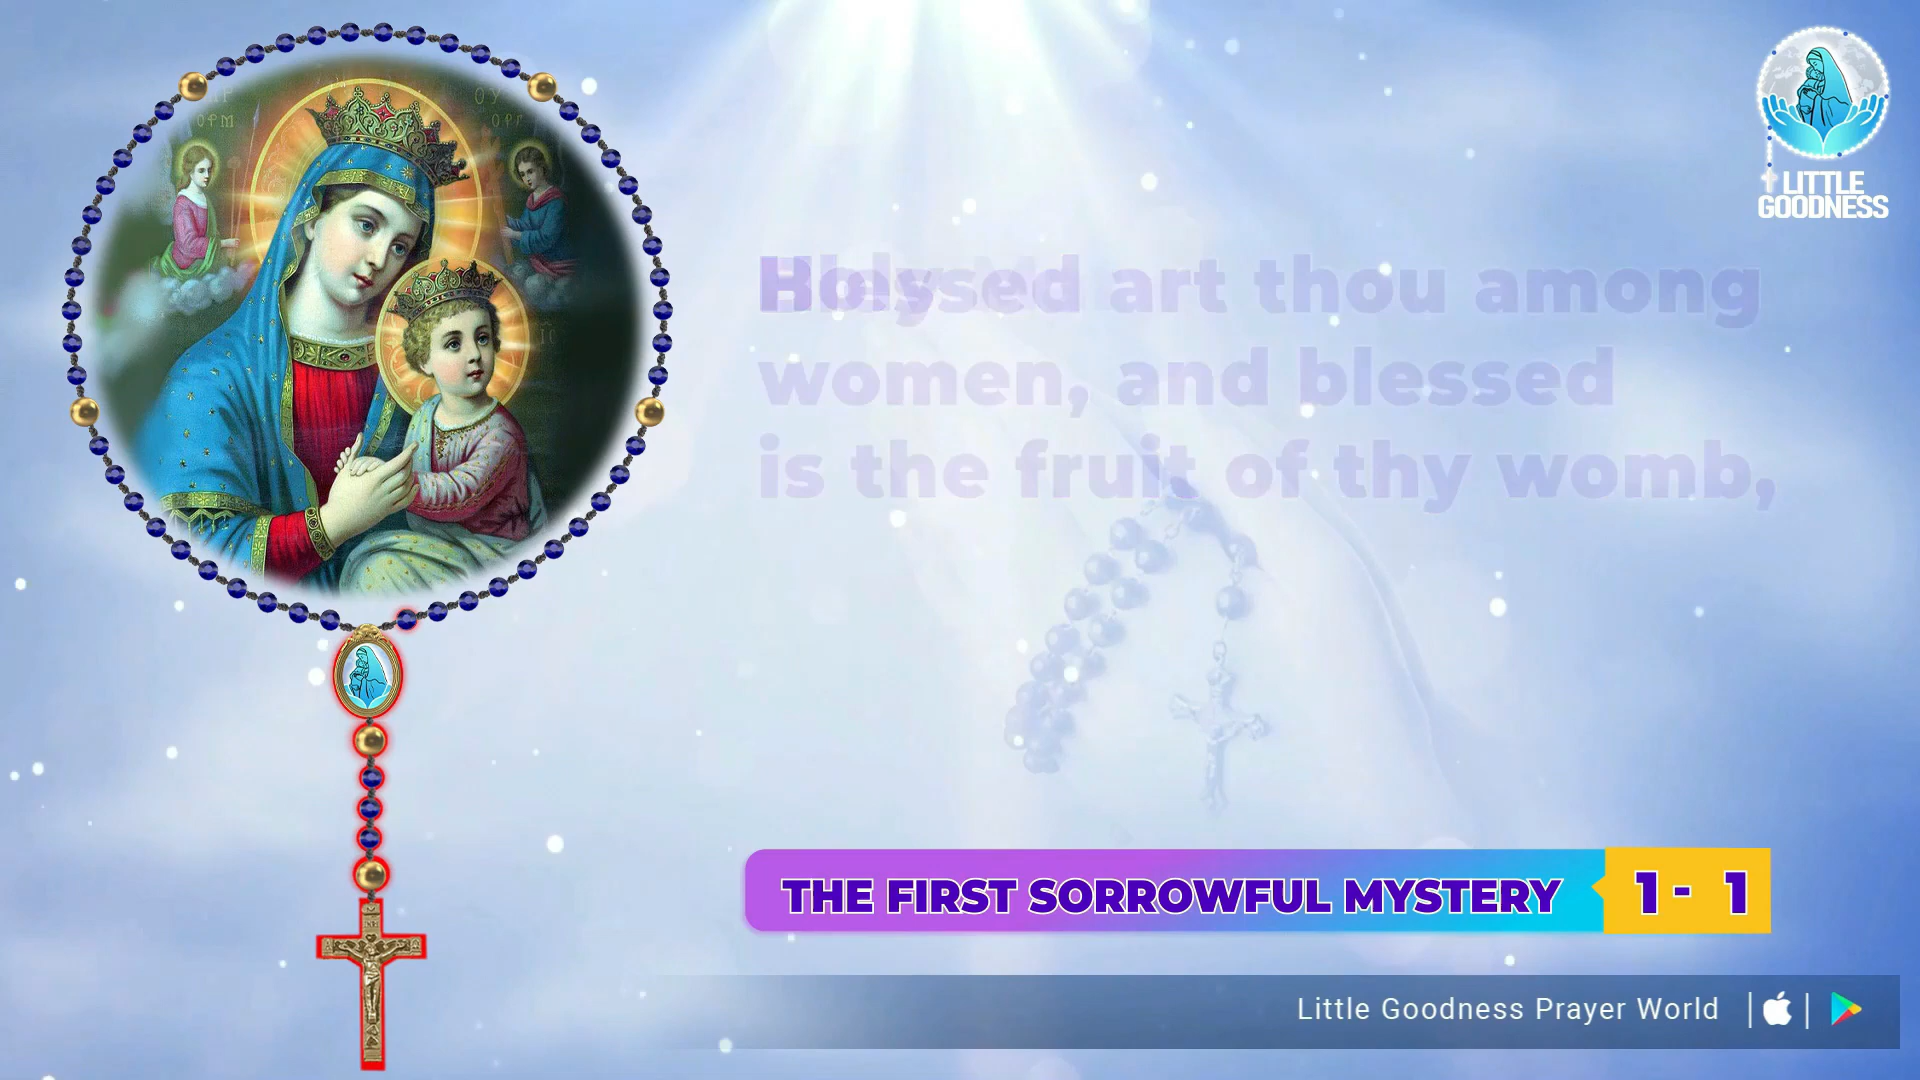 LITTLE
GOODNESS
art thou among
women, and blessed
is the fruit of thy womb,
THE FIRST SORROWFUL MYSTERY 1 - 1
Little Goodness Prayer World